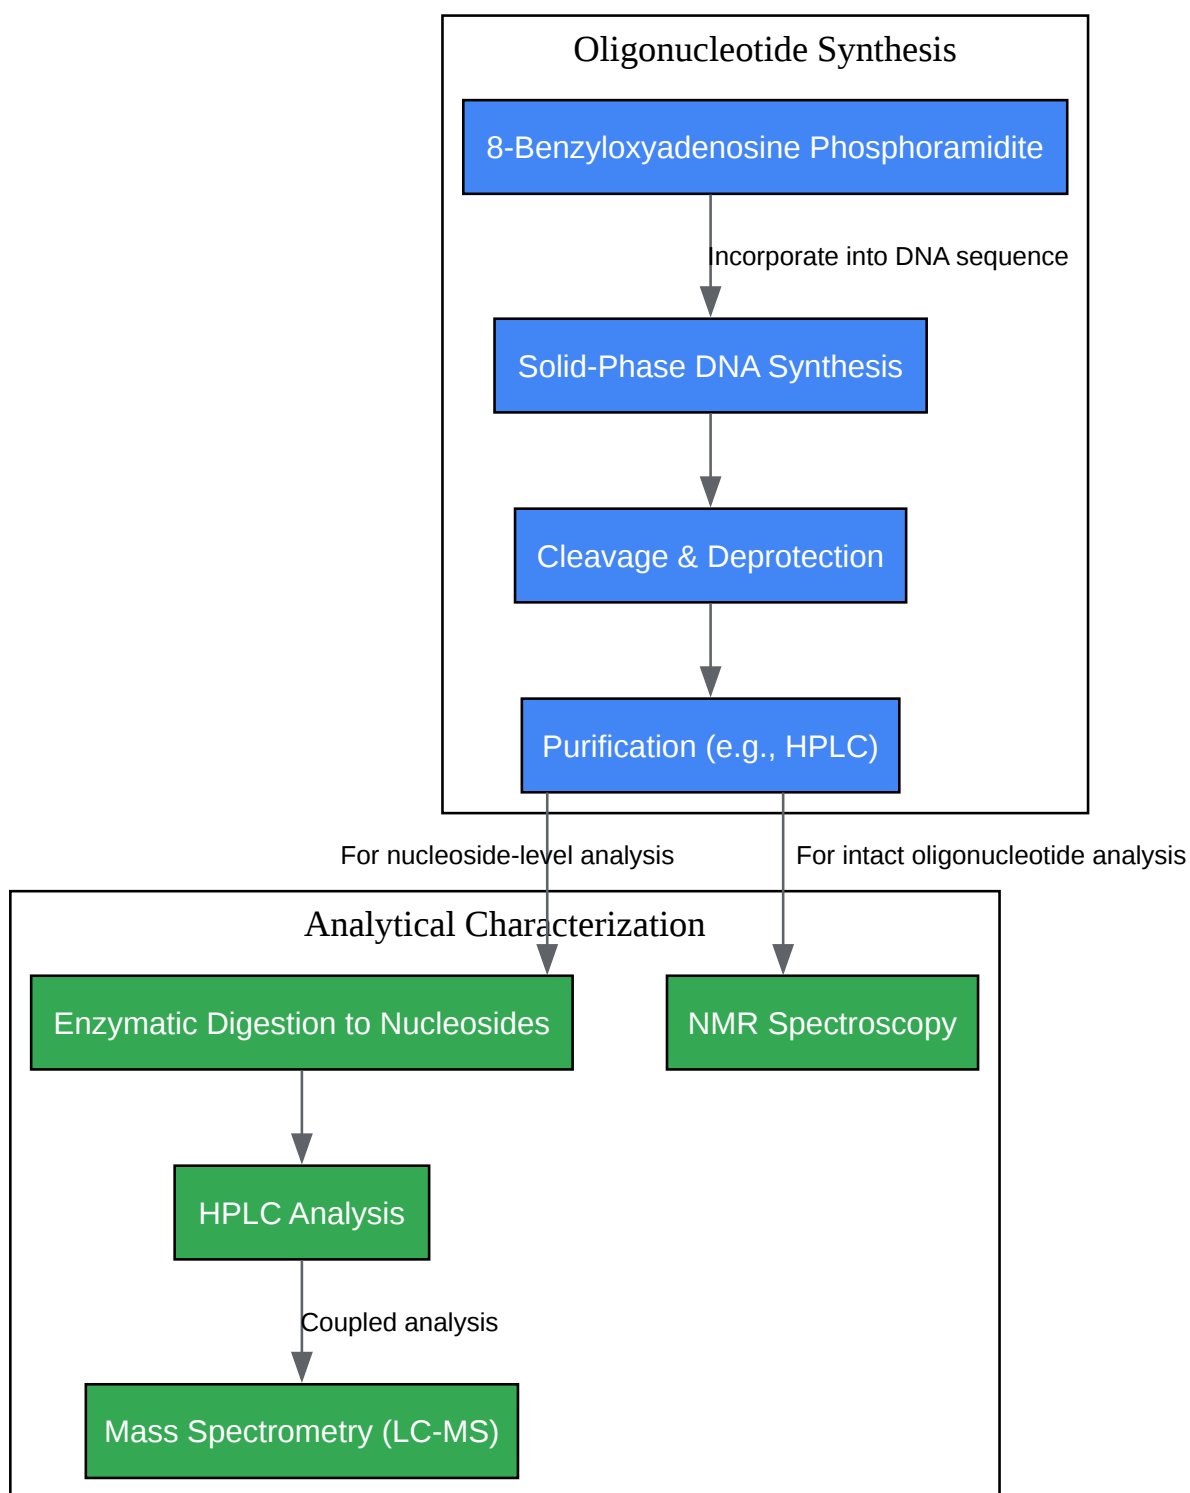 Oligonucleotide Synthesis
8-Benzyloxyadenosine Phosphoramidite
Incorporate into DNA sequence
Solid-Phase DNA Synthesis
Cleavage & Deprotection
Purification (e.g., HPLC)
For nucleoside-level analysis
For intact oligonucleotide analysis
Analytical Characterization
Enzymatic Digestion to Nucleosides
NMR Spectroscopy
HPLC Analysis
Coupled analysis
Mass Spectrometry (LC-MS)